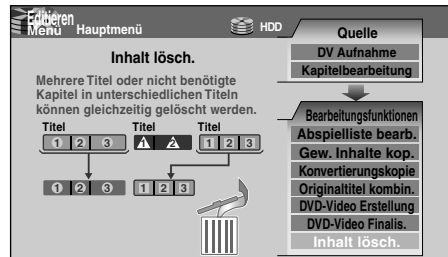 Editieren
Menü Hauptmenü
HDD
Inhalt lösch.
Mehrere Titel oder nicht benötigte
Kapitel in unterschiedlichen Titeln
können gleichzeitig gelöscht werden.
Titel Titel Titel
1 2 3 1 2 1 2 3
1 2 3 1 2 3
Quelle
DV Aufnahme
Kapitelbearbeitung
Bearbeitungsfunktionen
Abspielliste bearb.
Gew. Inhalte kop.
Konvertierungskopie
Originaltitel kombin.
DVD-Video Erstellung
DVD-Video Finalis.
Inhalt lösch.